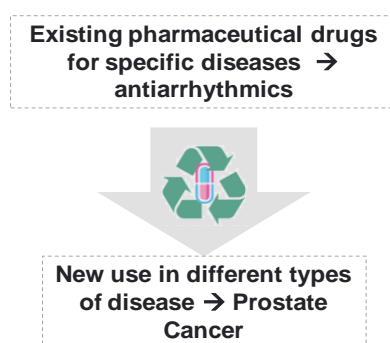 Existing pharmaceutical drugs
for specific diseases →
antiarrhythmics
New use in different types
of disease → Prostate
Cancer